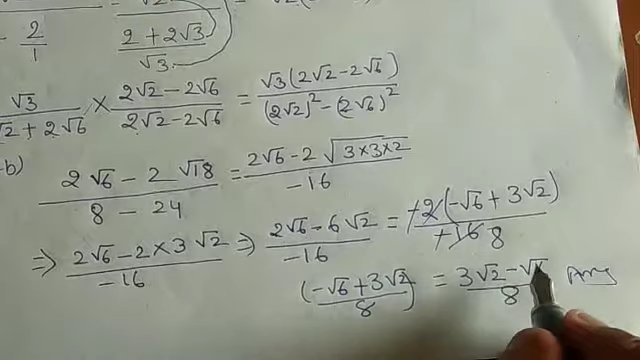 - 2/1 = √2/((2 + 2√3)/√3) = √2(
√3/(√2 + 2√6) × (2√2 - 2√6)/(2√2 - 2√6) = √3(2√2 - 2√6)/((2√2)² - (2√6)²)
-b)
(2√6 - 2√18)/(8 - 24) = (2√6 - 2√(3×3×2))/-16
⇒ (2√6 - 2×3√2)/-16 ⇒ (2√6 - 6√2)/-16 = -2(-√6 + 3√2)/-16 8
(-√6 + 3√2)/8 = (3√2 - √6)/8 Ans